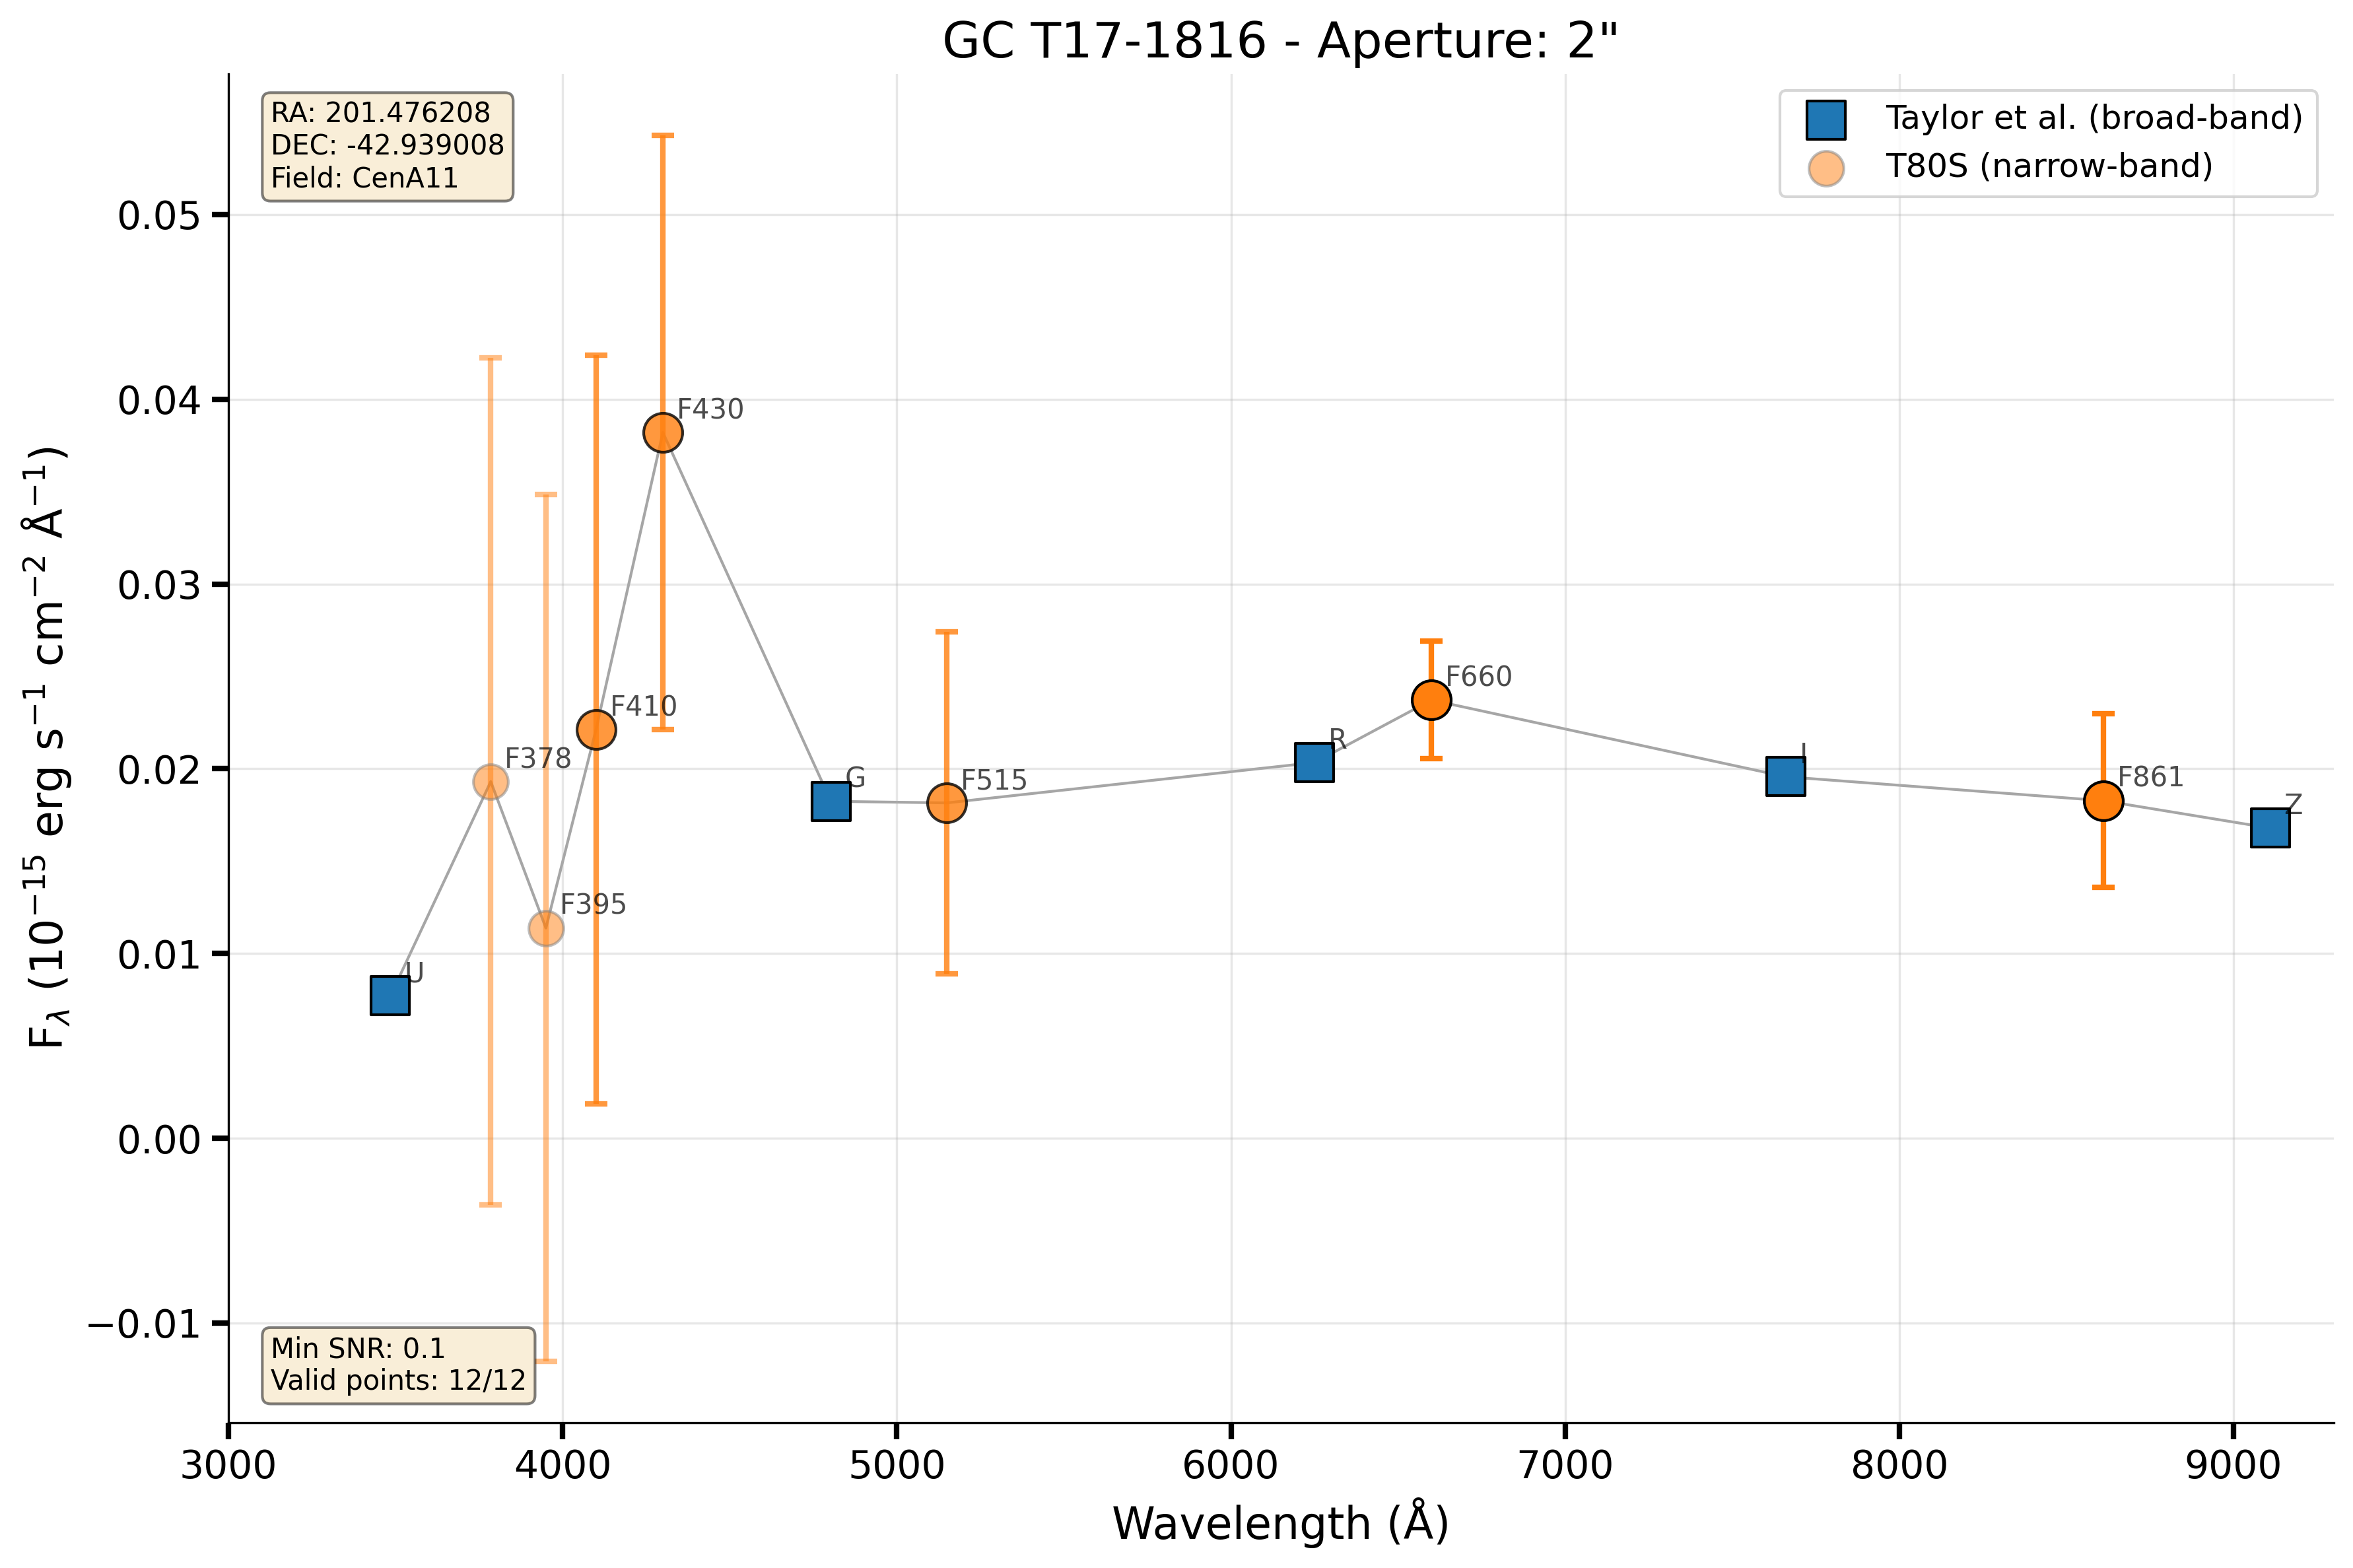 GC T17-1816 - Aperture: 2"
RA: 201.476208
DEC: -42.939008
Field: CenA11
Taylor et al. (broad-band)
T80S (narrow-band)
F$_λ$ (10$^{−15}$ erg s$^{−1}$ cm$^{−2}$ Å$^{−1}$)
0.05
0.04
0.03
0.02
0.01
0.00
−0.01
U
F378
F395
F410
F430
G
F515
R
F660
I
F861
Z
Min SNR: 0.1
Valid points: 12/12
3000 4000 5000 6000 7000 8000 9000
Wavelength (Å)